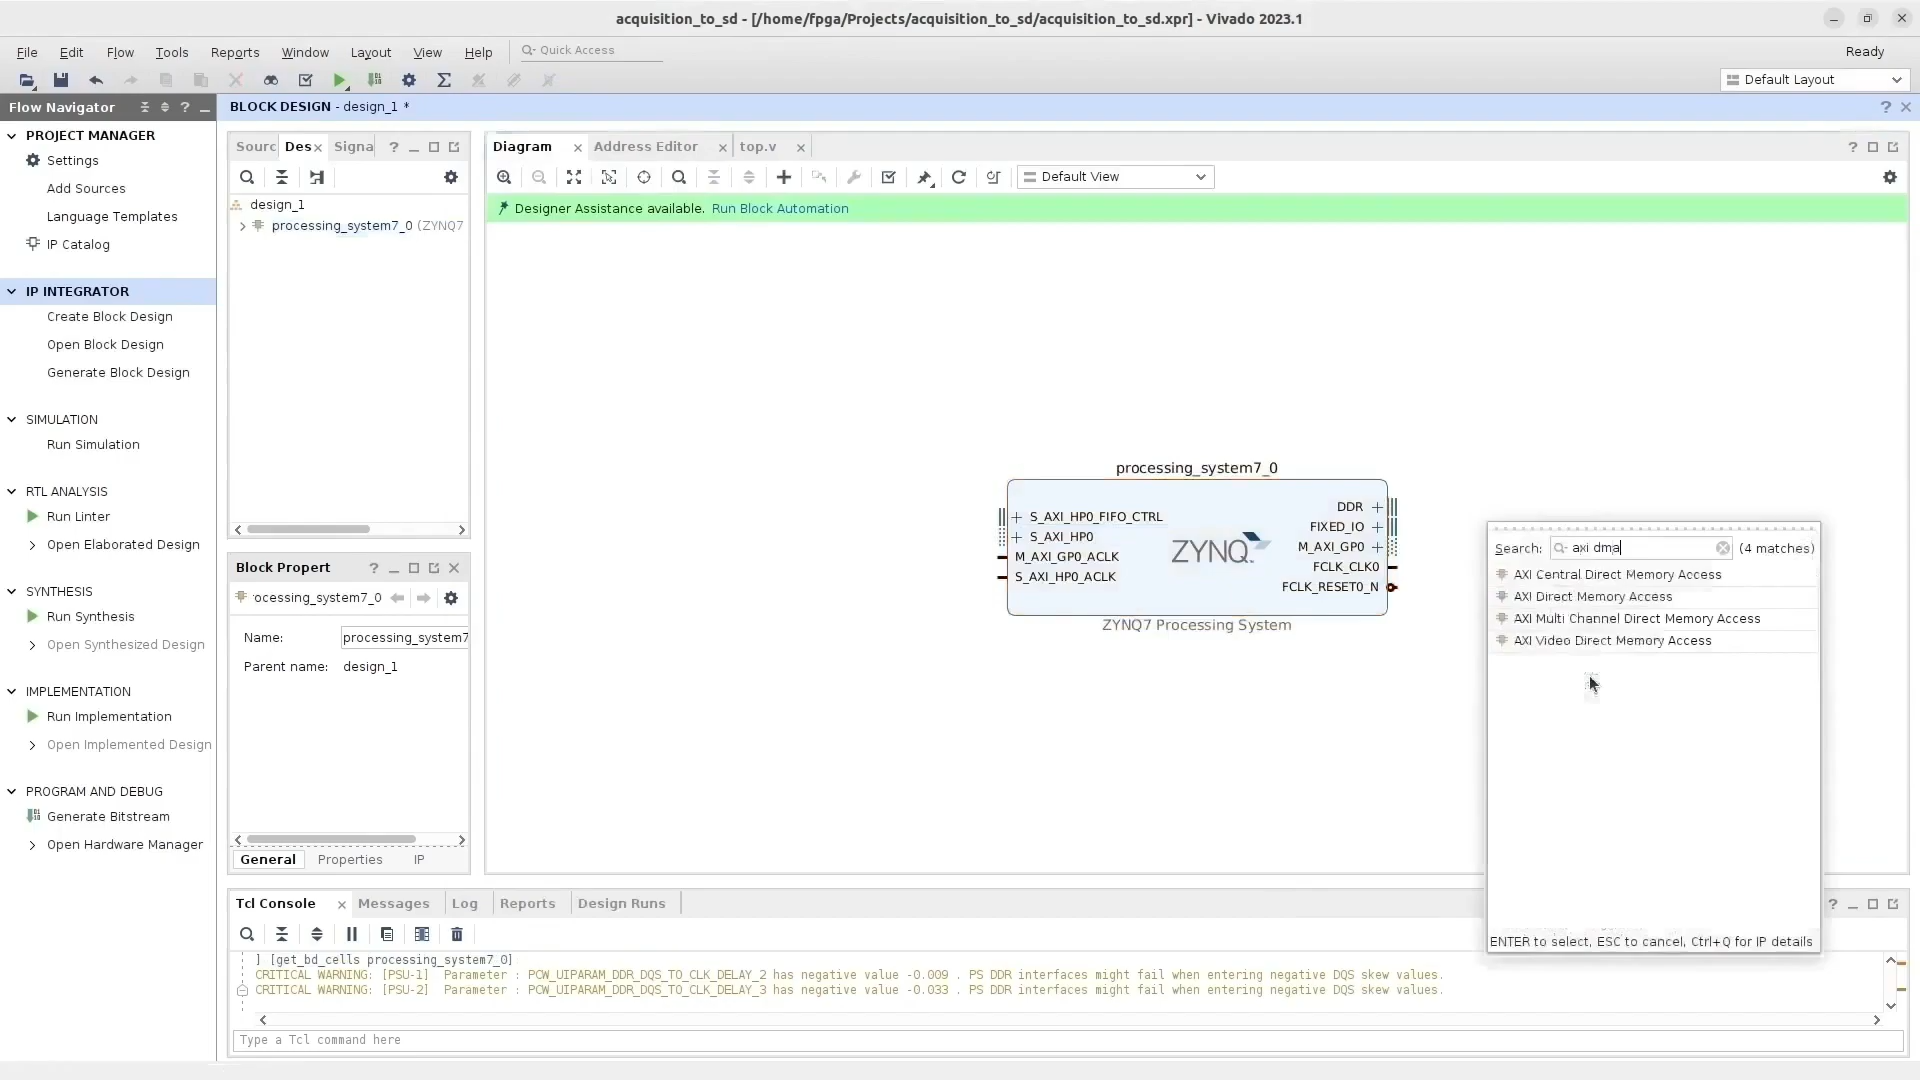 acquisition_to_sd - [/home/fpga/Projects/acquisition_to_sd/acquisition_to_sd.xpr] - Vivado 2023.1
File Edit Flow Tools Reports Window Layout View Help Quick Access Ready
Default Layout
Flow Navigator
PROJECT MANAGER
Settings
Add Sources
Language Templates
IP Catalog
IP INTEGRATOR
Create Block Design
Open Block Design
Generate Block Design
SIMULATION
Run Simulation
RTL ANALYSIS
Run Linter
Open Elaborated Design
SYNTHESIS
Run Synthesis
Open Synthesized Design
IMPLEMENTATION
Run Implementation
Open Implemented Design
PROGRAM AND DEBUG
Generate Bitstream
Open Hardware Manager
BLOCK DESIGN - design_1 *
Sourc Des Signa
design_1
processing_system7_0 (ZYNQ7
Block Propert
ocessing_system7_0
Name: processing_system7
Parent name: design_1
General Properties IP
Diagram Address Editor top.v
Default View
Designer Assistance available. Run Block Automation
processing_system7_0
S_AXI_HP0_FIFO_CTRL
S_AXI_HP0
M_AXI_GP0_ACLK
S_AXI_HP0_ACLK
ZYNQ
DDR
FIXED_IO
M_AXI_GP0
FCLK_CLK0
FCLK_RESET0_N
ZYNQ7 Processing System
Search: axi dma (4 matches)
AXI Central Direct Memory Access
AXI Direct Memory Access
AXI Multi Channel Direct Memory Access
AXI Video Direct Memory Access
ENTER to select, ESC to cancel, Ctrl+Q for IP details
Tcl Console Messages Log Reports Design Runs
] [get_bd_cells processing_system7_0]
CRITICAL WARNING: [PSU-1] Parameter : PCW_UIPARAM_DDR_DQS_TO_CLK_DELAY_2 has negative value -0.009 . PS DDR interfaces might fail when entering negative DQS skew values.
CRITICAL WARNING: [PSU-2] Parameter : PCW_UIPARAM_DDR_DQS_TO_CLK_DELAY_3 has negative value -0.033 . PS DDR interfaces might fail when entering negative DQS skew values.
Type a Tcl command here